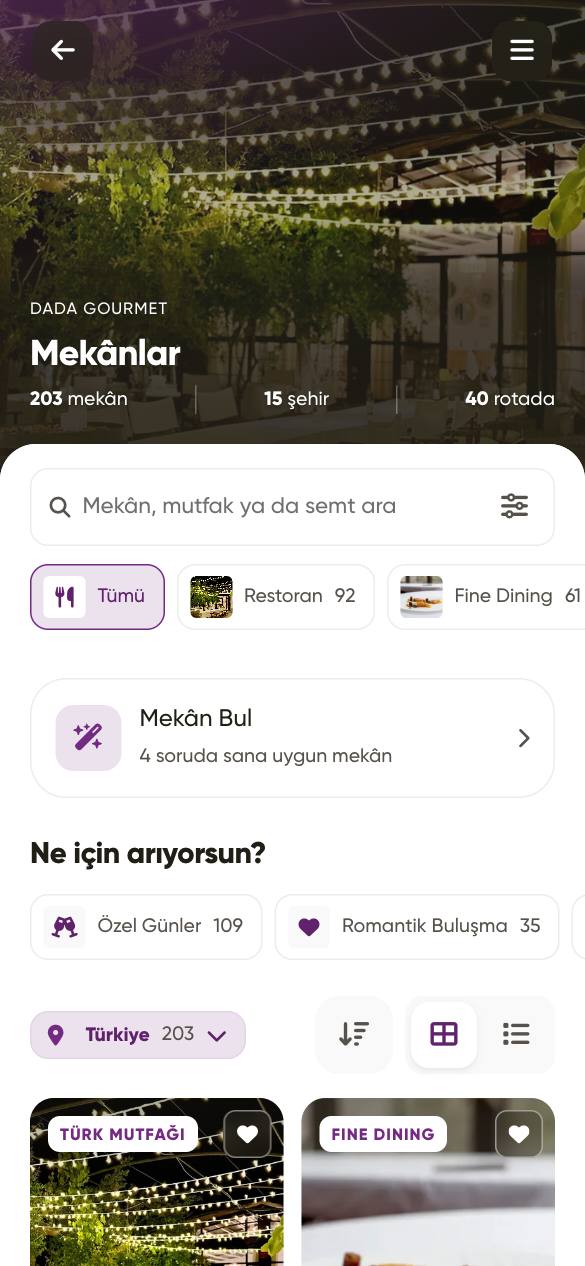 DADA GOURMET
Mekânlar
203 mekân 15 şehir 40 rotada
Mekân, mutfak ya da semt ara
Tümü Restoran 92 Fine Dining 61
Mekân Bul
4 soruda sana uygun mekân
Ne için arıyorsun?
Özel Günler 109 Romantik Buluşma 35
Türkiye 203
TÜRK MUTFAĞI FINE DINING